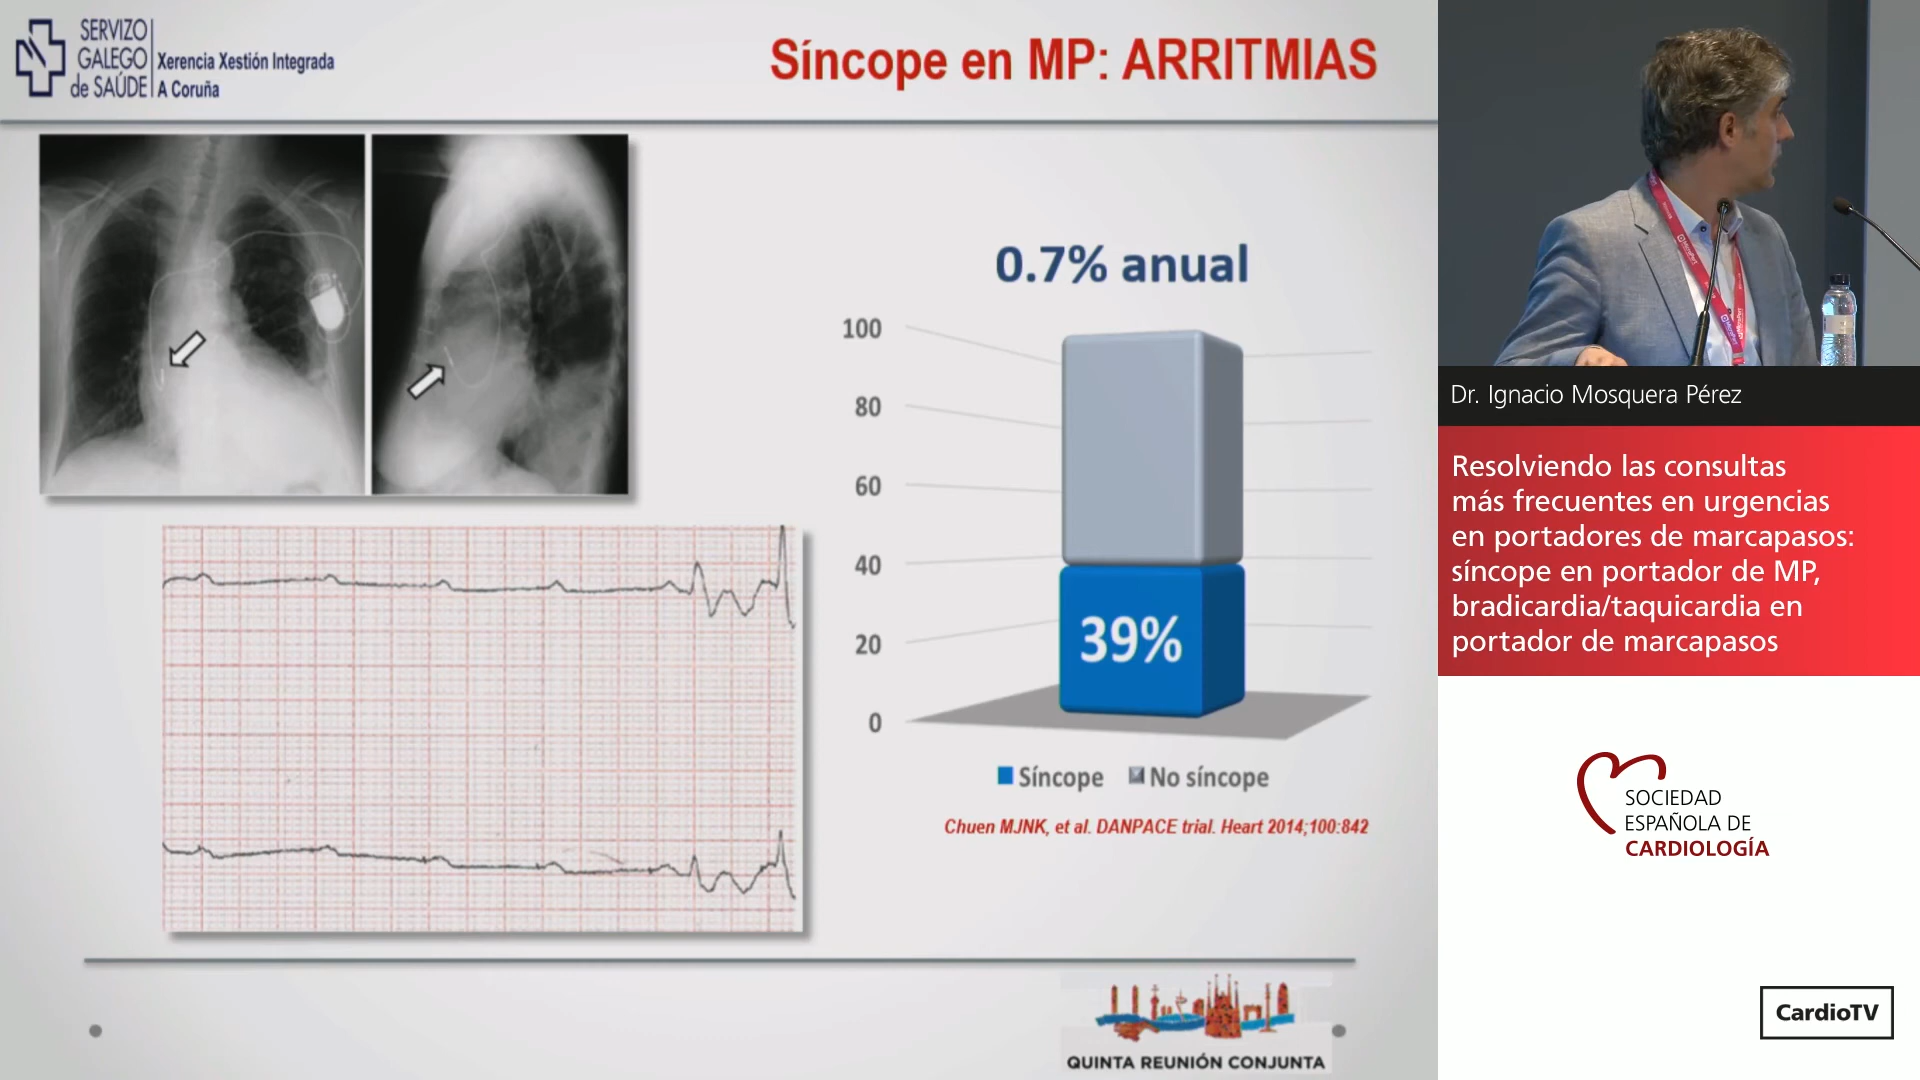 SERVIZO
GALEGO
de SAÚDE
Xerencia Xestión Integrada
A Coruña
Síncope en MP: ARRITMIAS
0.7% anual
100
80
60
40
20
0
39%
Síncope
No síncope
Chuen MJNK, et al. DANPACE trial. Heart 2014;100:842
QUINTA REUNIÓN CONJUNTA
Dr. Ignacio Mosquera Pérez
Resolviendo las consultas
más frecuentes en urgencias
en portadores de marcapasos:
síncope en portador de MP,
bradicardia/taquicardia en
portador de marcapasos
SOCIEDAD
ESPAÑOLA DE
CARDIOLOGÍA
CardioTV